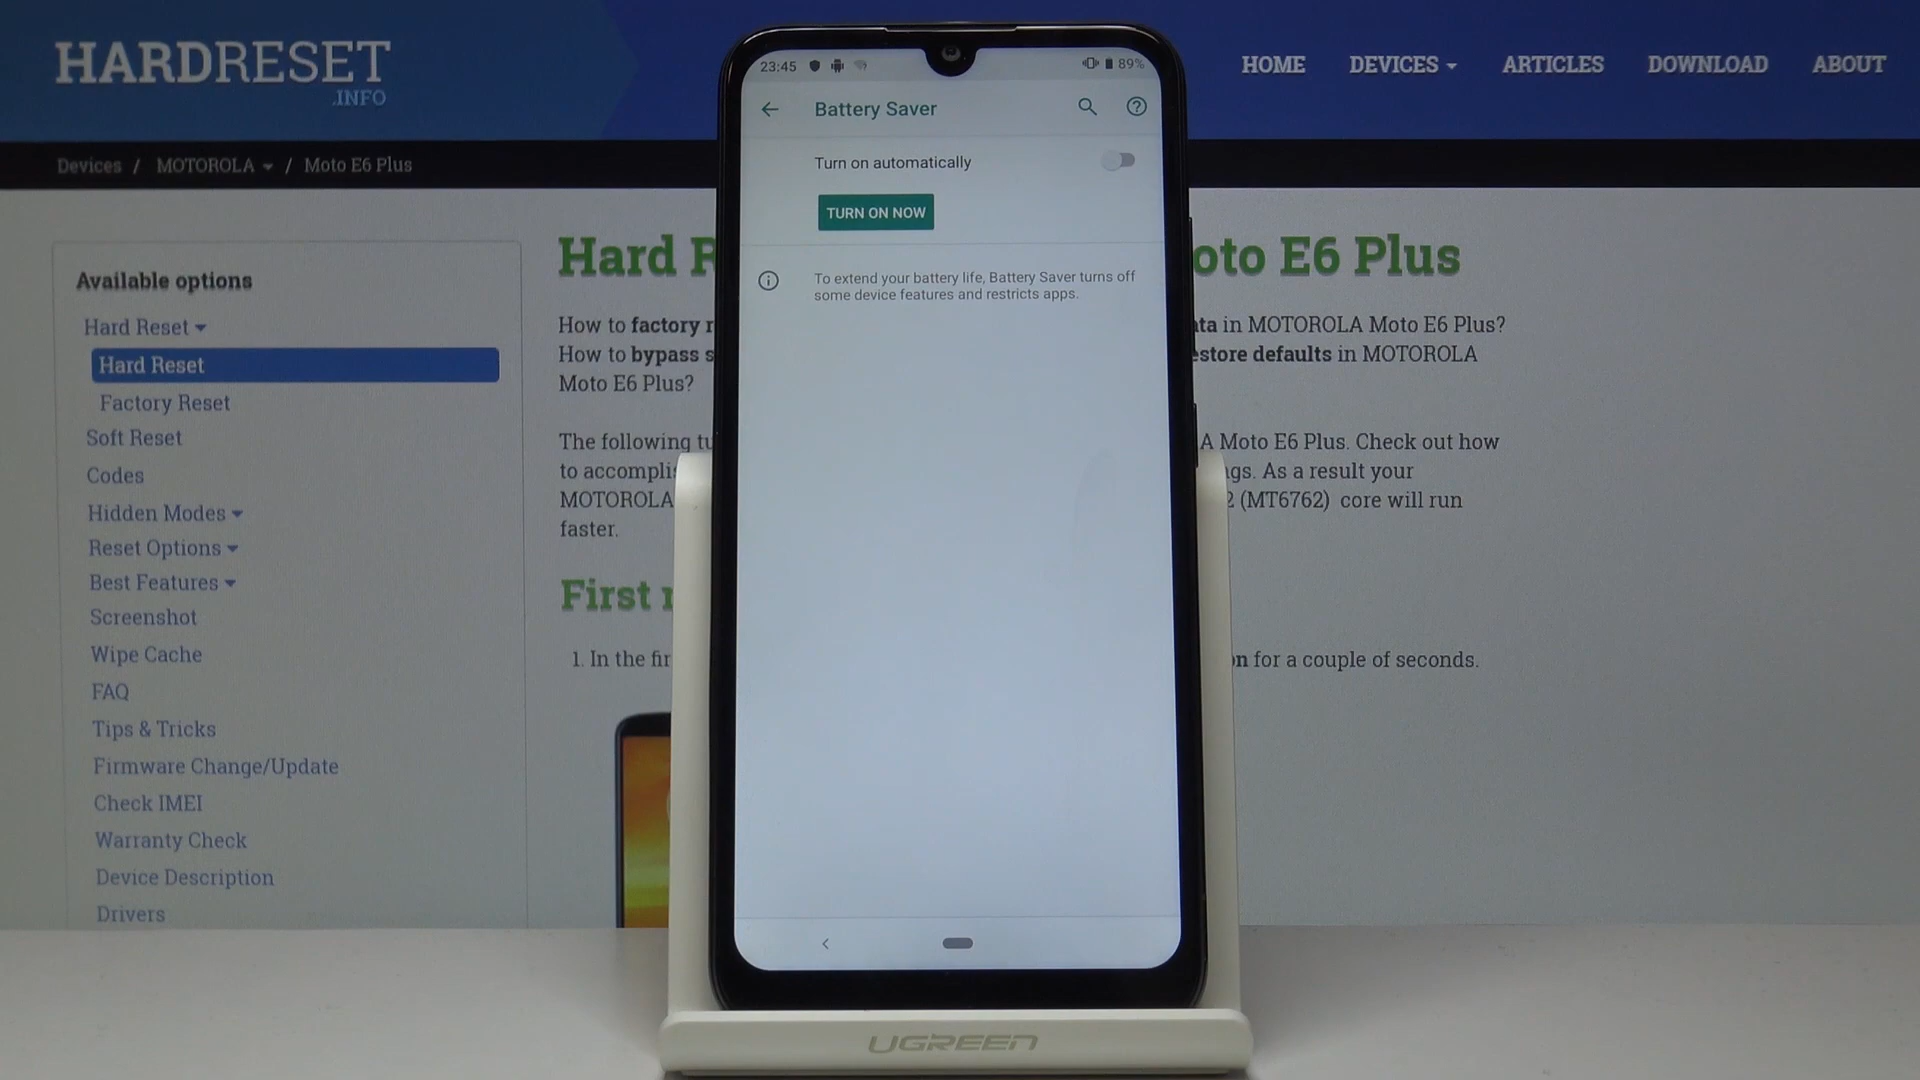 HARDRESET
.INFO
HOME DEVICES ARTICLES DOWNLOAD ABOUT
Devices / MOTOROLA / Moto E6 Plus
Available options
Hard Reset
Hard Reset
Factory Reset
Soft Reset
Codes
Hidden Modes
Reset Options
Best Features
Screenshot
Wipe Cache
FAQ
Tips & Tricks
Firmware Change/Update
Check IMEI
Warranty Check
Device Description
Drivers
Hard R
oto E6 Plus
How to factory r
ta in MOTOROLA Moto E6 Plus?
How to bypass s
estore defaults in MOTOROLA
Moto E6 Plus?
The following tu
A Moto E6 Plus. Check out how
to accomplis
gs. As a result your
MOTOROLA
2 (MT6762) core will run
faster.
First
1. In the fir
on for a couple of seconds.
23:45 89%
Battery Saver
Turn on automatically
TURN ON NOW
To extend your battery life, Battery Saver turns off
some device features and restricts apps.
UGREEN